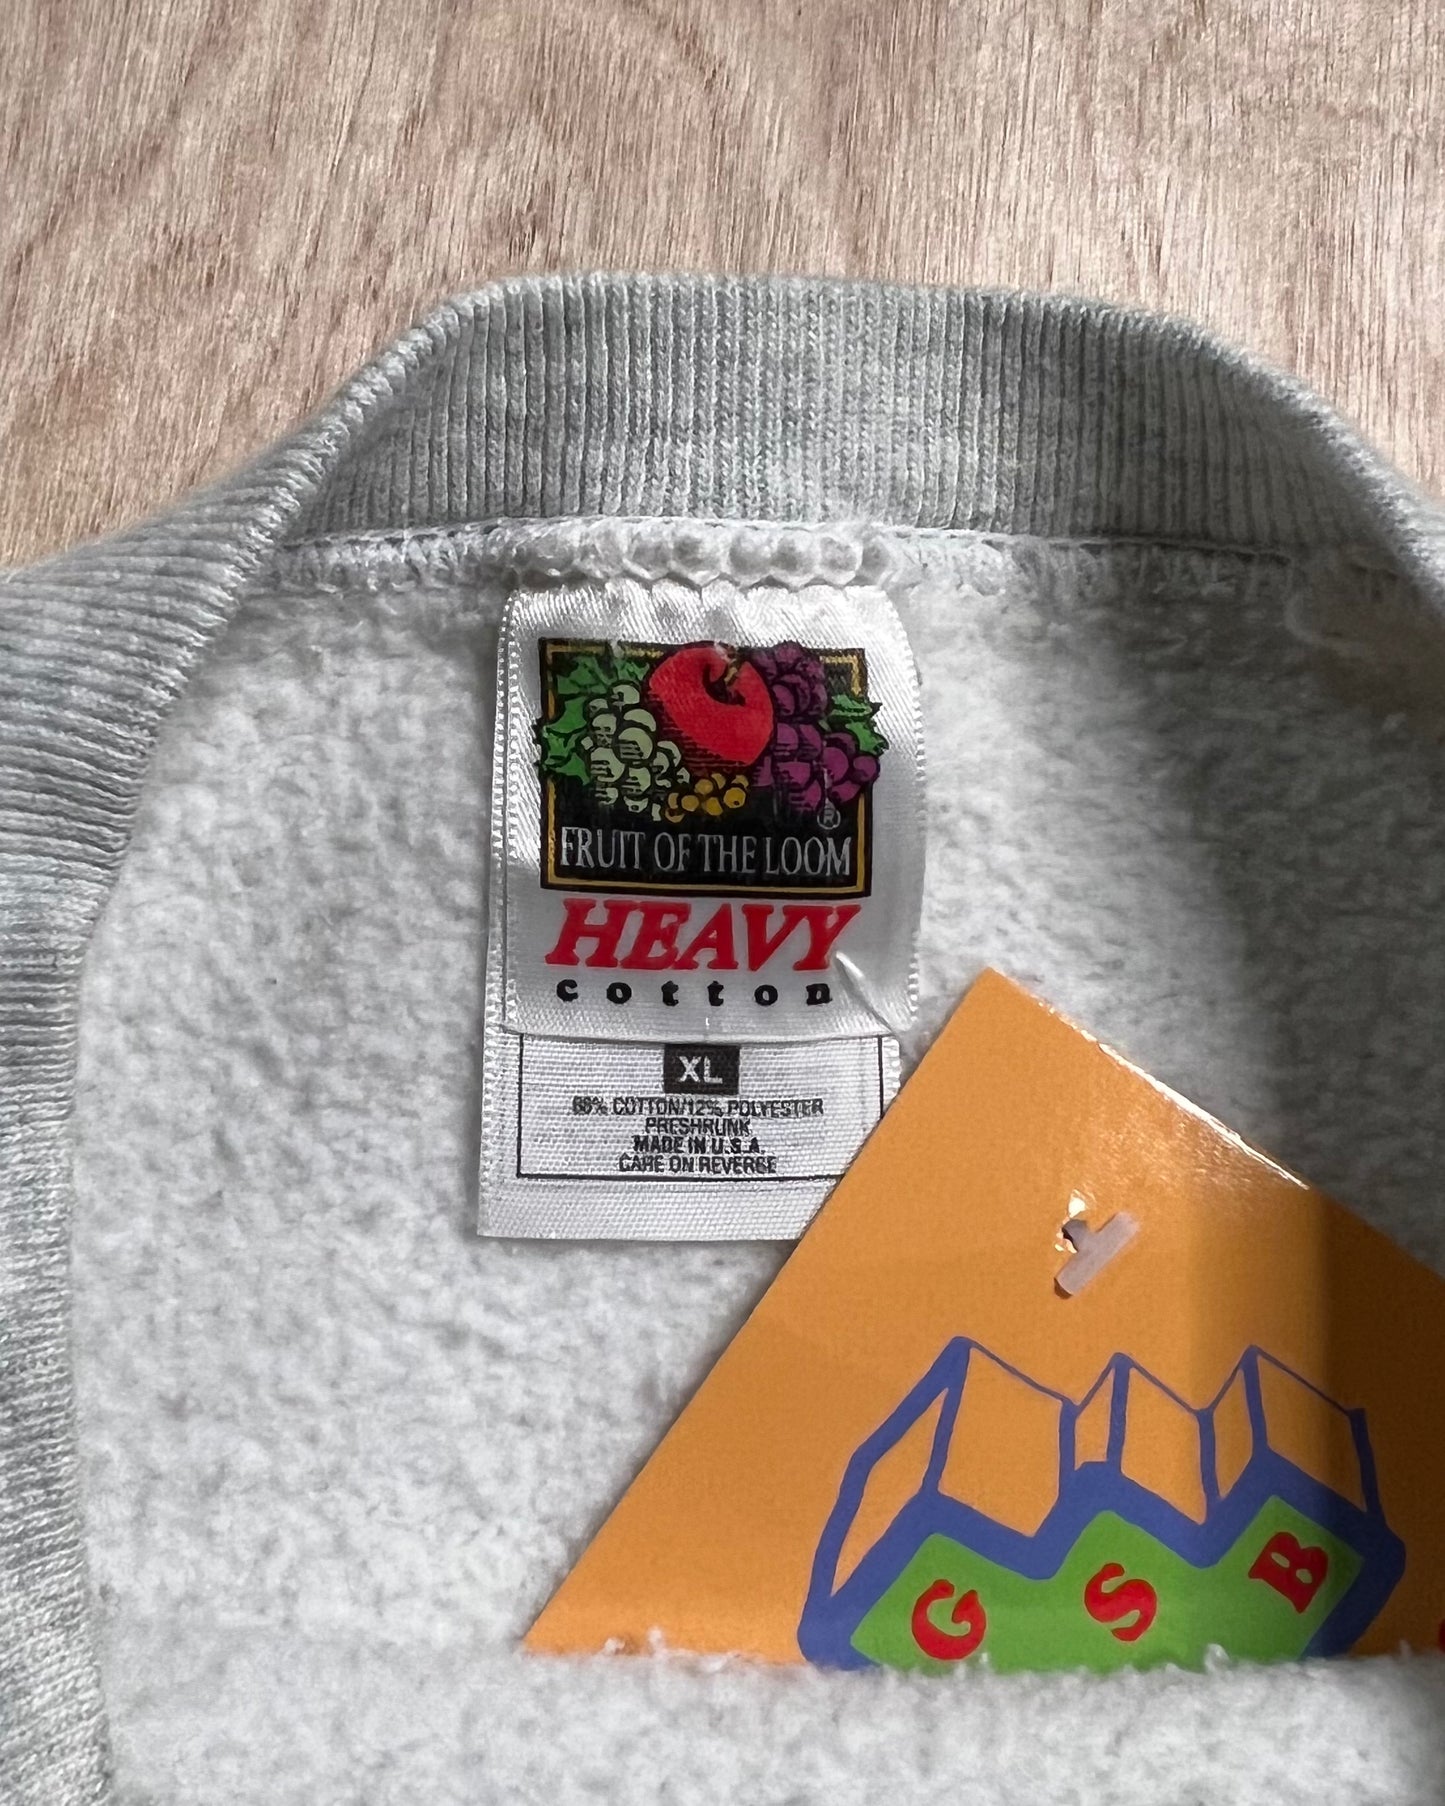 FRUIT OF THE LOOM
®
HEAVY
cotton
XL
88% COTTON/12% POLYESTER
PRESHRUNK
MADE IN U.S.A.
CARE ON REVERSE
G S B